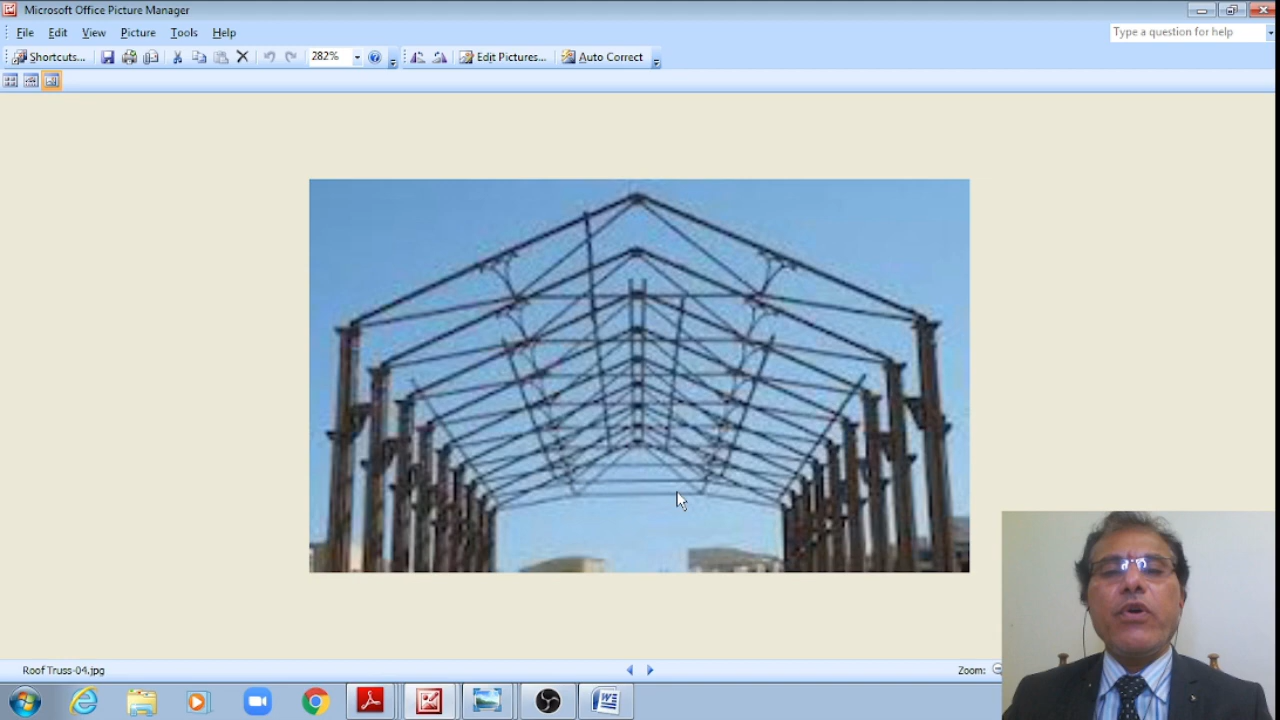 Microsoft Office Picture Manager
File Edit View Picture Tools Help
Type a question for help
Shortcuts... 282% Edit Pictures... Auto Correct
Roof Truss-04.jpg
Zoom: